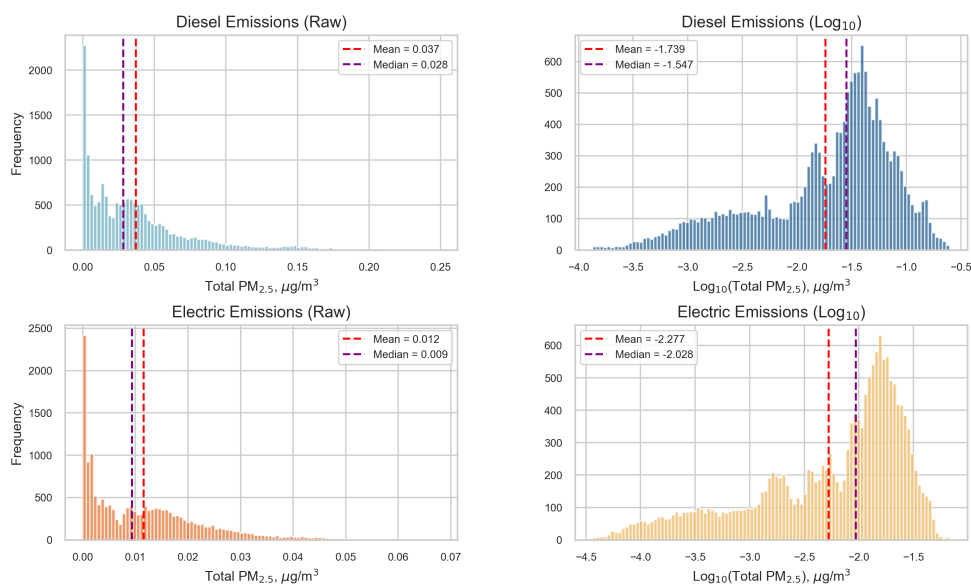 Diesel Emissions (Raw)
Mean = 0.037
Median = 0.028
Frequency
2000
1500
1000
500
0
0.00 0.05 0.10 0.15 0.20 0.25
Total PM2.5, μg/m³
Diesel Emissions (Log10)
Mean = -1.739
Median = -1.547
600
500
400
300
200
100
0
−4.0 −3.5 −3.0 −2.5 −2.0 −1.5 −1.0 −0.5
Log10(Total PM2.5), μg/m³
Electric Emissions (Raw)
Mean = 0.012
Median = 0.009
Frequency
2500
2000
1500
1000
500
0
0.00 0.01 0.02 0.03 0.04 0.05 0.06 0.07
Total PM2.5, μg/m³
Electric Emissions (Log10)
Mean = -2.277
Median = -2.028
600
500
400
300
200
100
0
−4.5 −4.0 −3.5 −3.0 −2.5 −2.0 −1.5
Log10(Total PM2.5), μg/m³